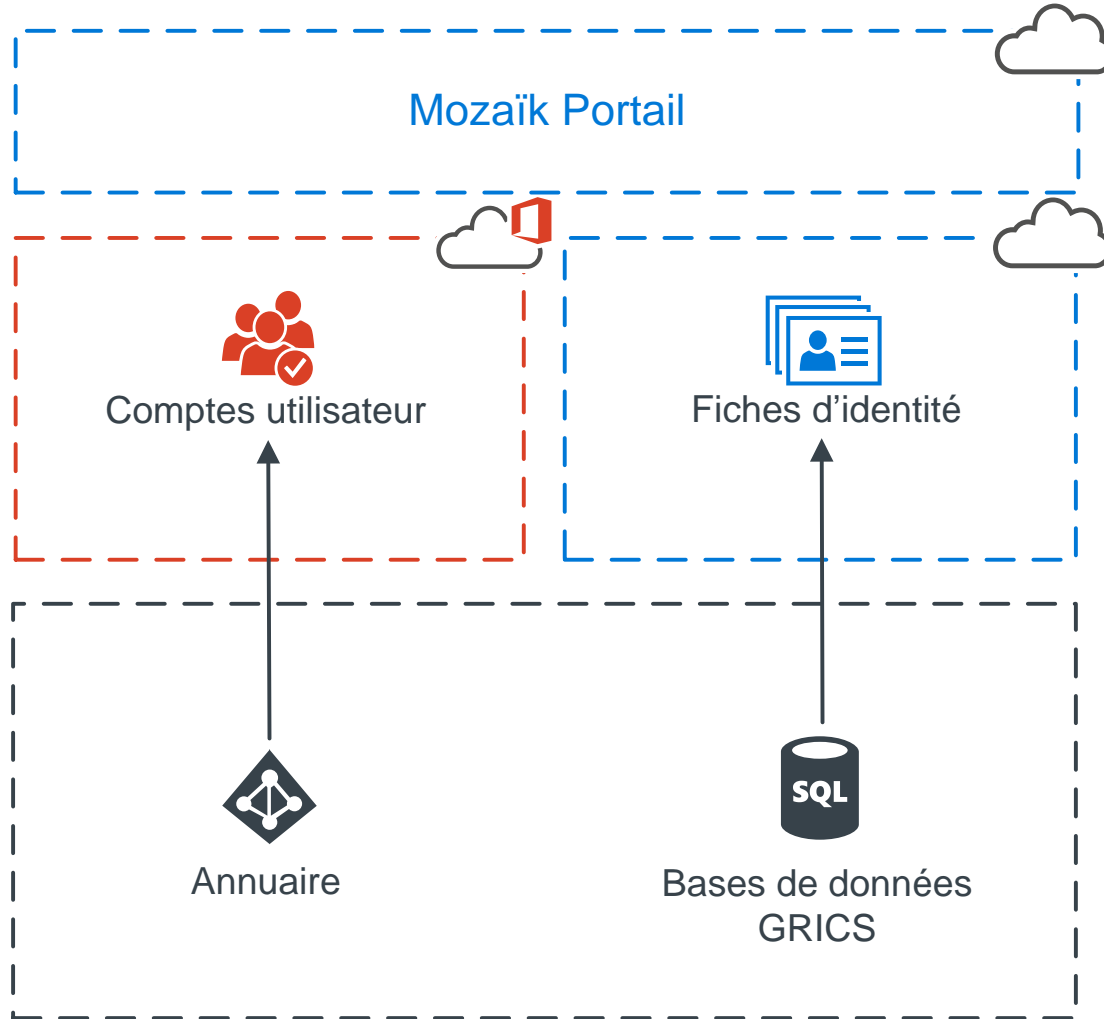 Mozaïk Portail
Comptes utilisateur
Fiches d’identité
SQL
Annuaire
Bases de données
GRICS